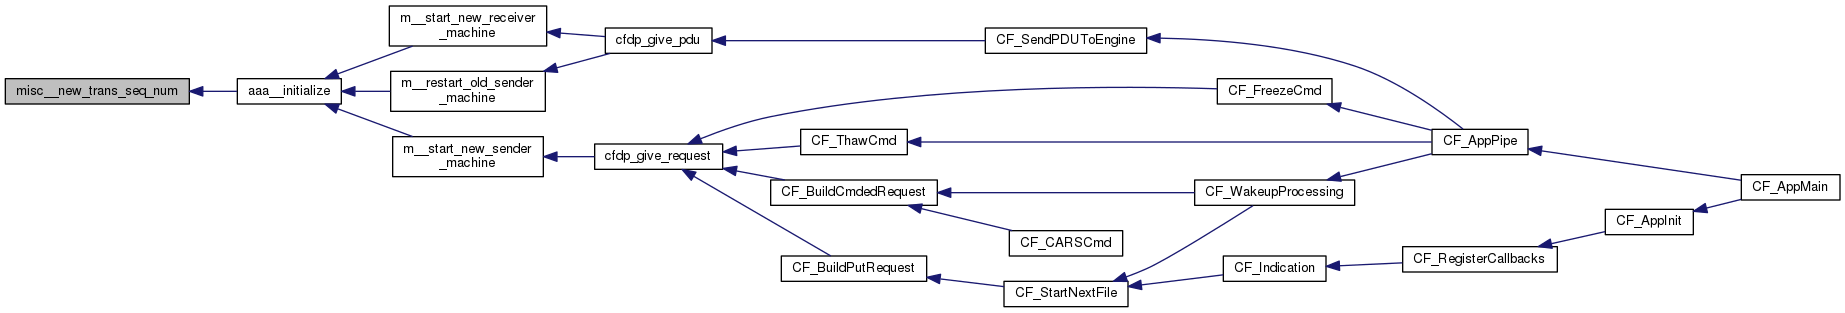 misc__new_trans_seq_num
aaa__initialize
m__start_new_receiver
_machine
m__restart_old_sender
_machine
m__start_new_sender
_machine
cfdp_give_pdu
cfdp_give_request
CF_SendPDUToEngine
CF_FreezeCmd
CF_ThawCmd
CF_BuildCmdedRequest
CF_CARSCmd
CF_BuildPutRequest
CF_StartNextFile
CF_WakeupProcessing
CF_Indication
CF_RegisterCallbacks
CF_AppInit
CF_AppPipe
CF_AppMain